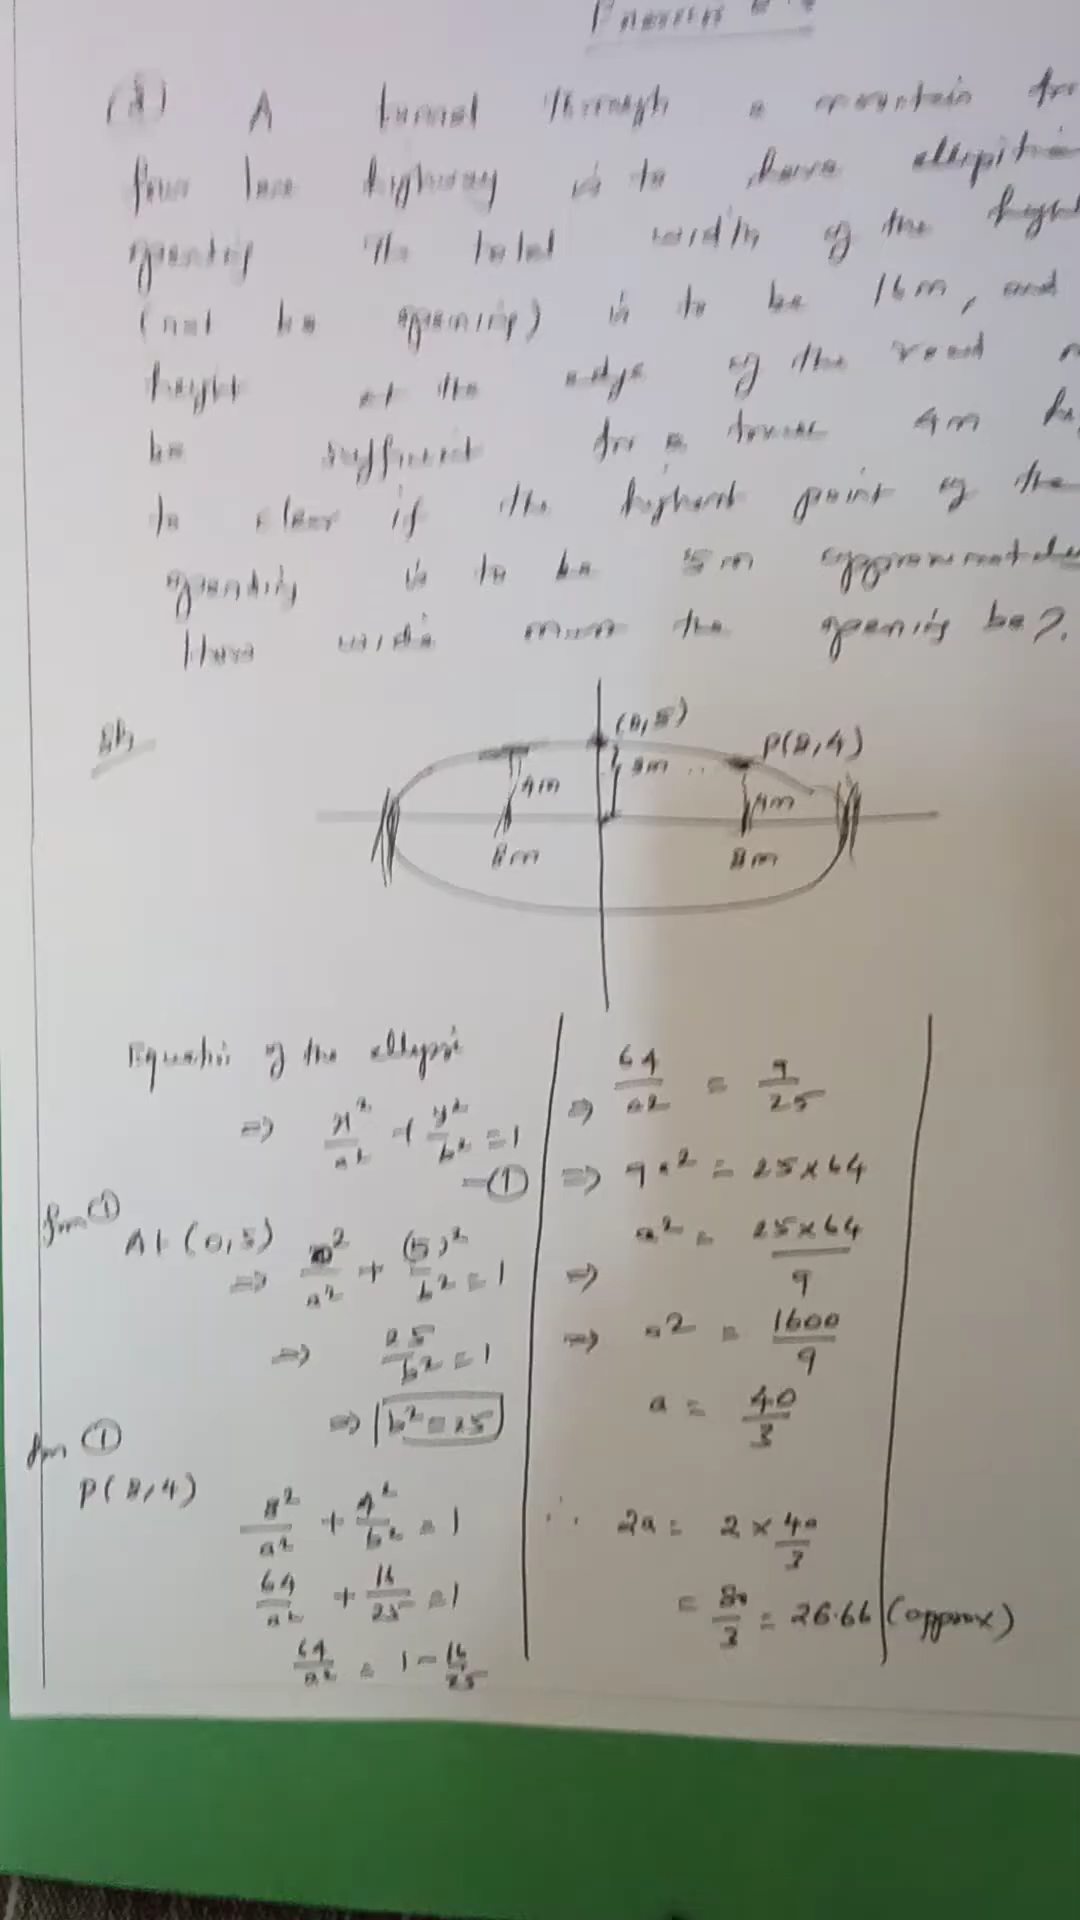 (1) A tunnel through a mountain for
four lane highway is to have
opening The total width of the
(not the opening) is to be 16m, and
height at the edge of the road
be sufficient for a truck 4m
to clear if the highest point of the
opening is to be 5m
How wide must the opening be?
(0,5)
P(8,4)
5m
4m
4m
8m
8m
of the
⇒ x²/a² + y²/b² = 1
—①
from ①
At (0,5)
⇒ 0²/a² + (5)²/b² = 1
⇒ 25/b² = 1
⇒ b² = 25
①
P(8,4)
8²/a² + 4²/b² = 1
64/a² + 16/25 = 1
64/a² = 1 - 16/25
⇒ 64/a² = 9/25
⇒ 9a² = 25×64
a² = 25×64/9
⇒
⇒ a² = 1600/9
a = 40/3
∴ 2a = 2 × 40/3
= 80/3 = 26.66 (approx)